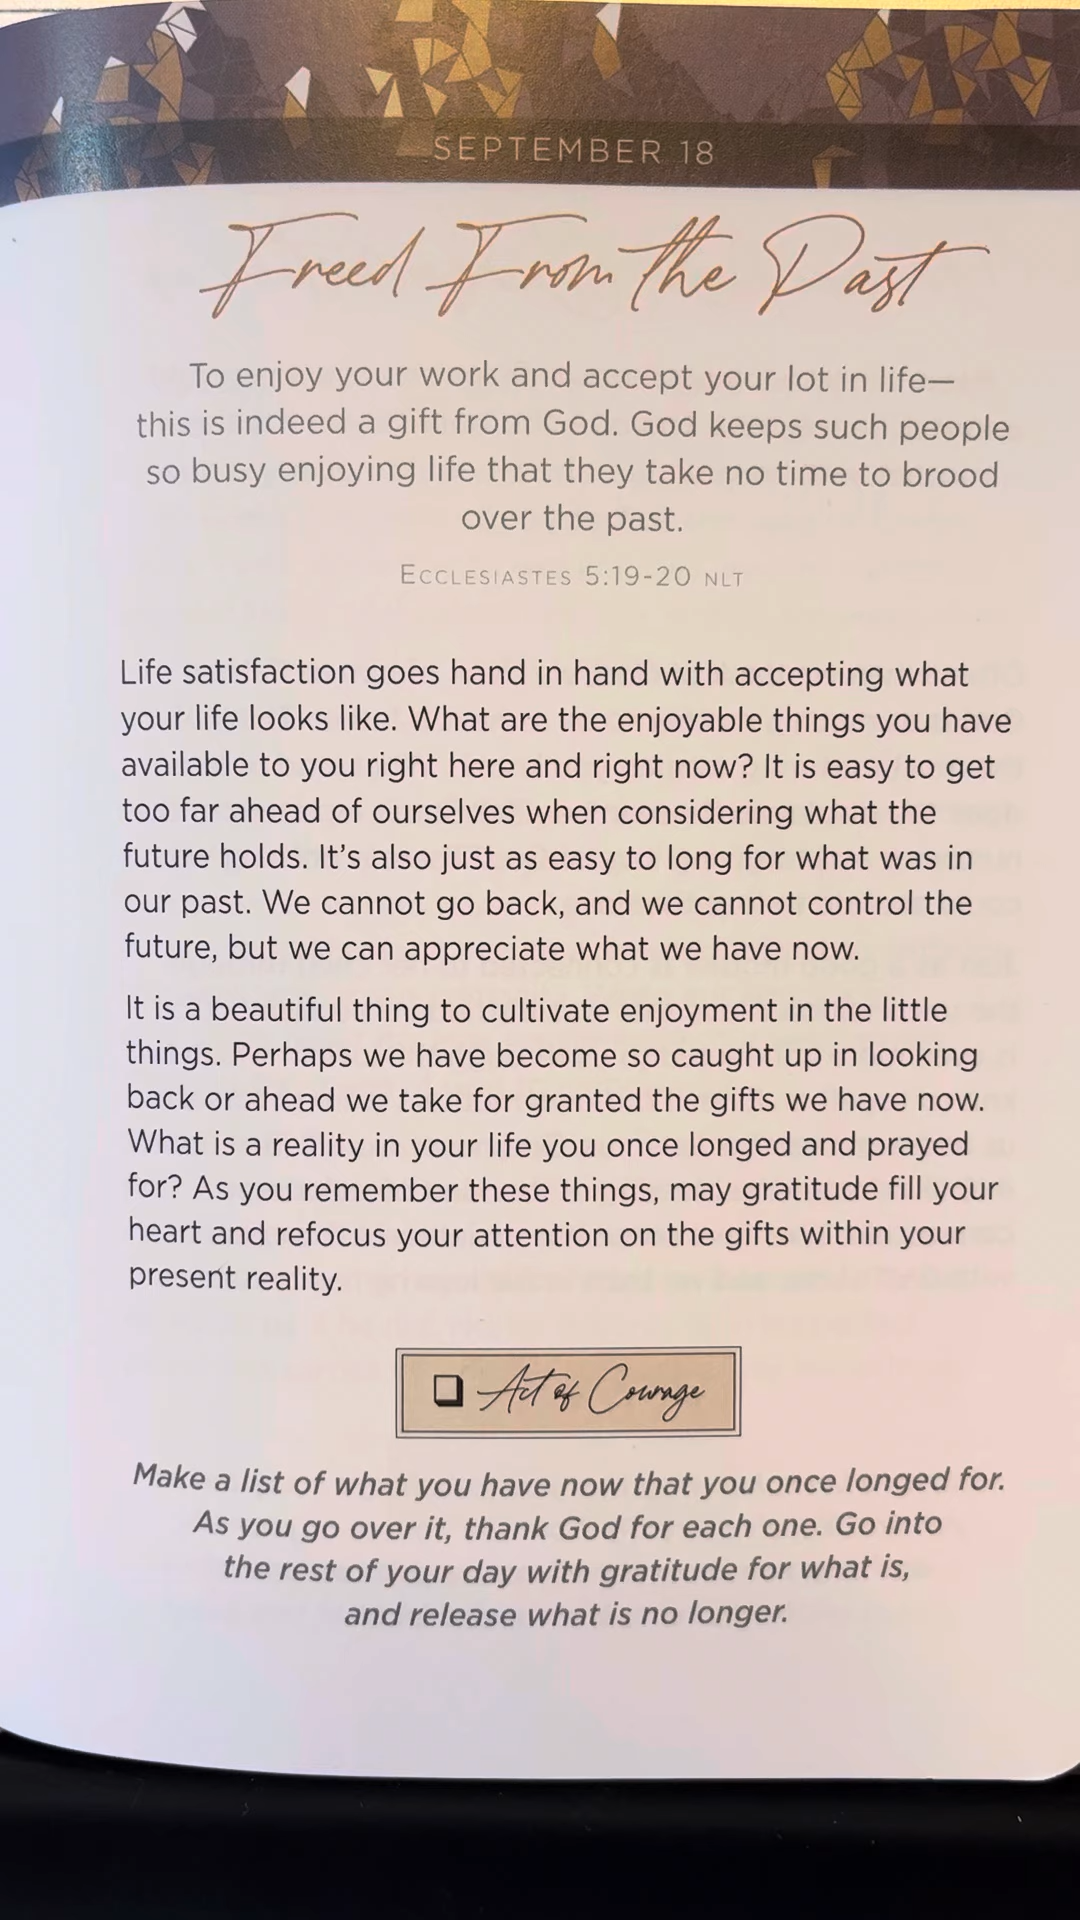 SEPTEMBER 18
Freed From the Past
To enjoy your work and accept your lot in life—
this is indeed a gift from God. God keeps such people
so busy enjoying life that they take no time to brood
over the past.
ECCLESIASTES 5:19-20 NLT
Life satisfaction goes hand in hand with accepting what
your life looks like. What are the enjoyable things you have
available to you right here and right now? It is easy to get
too far ahead of ourselves when considering what the
future holds. It's also just as easy to long for what was in
our past. We cannot go back, and we cannot control the
future, but we can appreciate what we have now.
It is a beautiful thing to cultivate enjoyment in the little
things. Perhaps we have become so caught up in looking
back or ahead we take for granted the gifts we have now.
What is a reality in your life you once longed and prayed
for? As you remember these things, may gratitude fill your
heart and refocus your attention on the gifts within your
present reality.
Act of Courage
Make a list of what you have now that you once longed for.
As you go over it, thank God for each one. Go into
the rest of your day with gratitude for what is,
and release what is no longer.